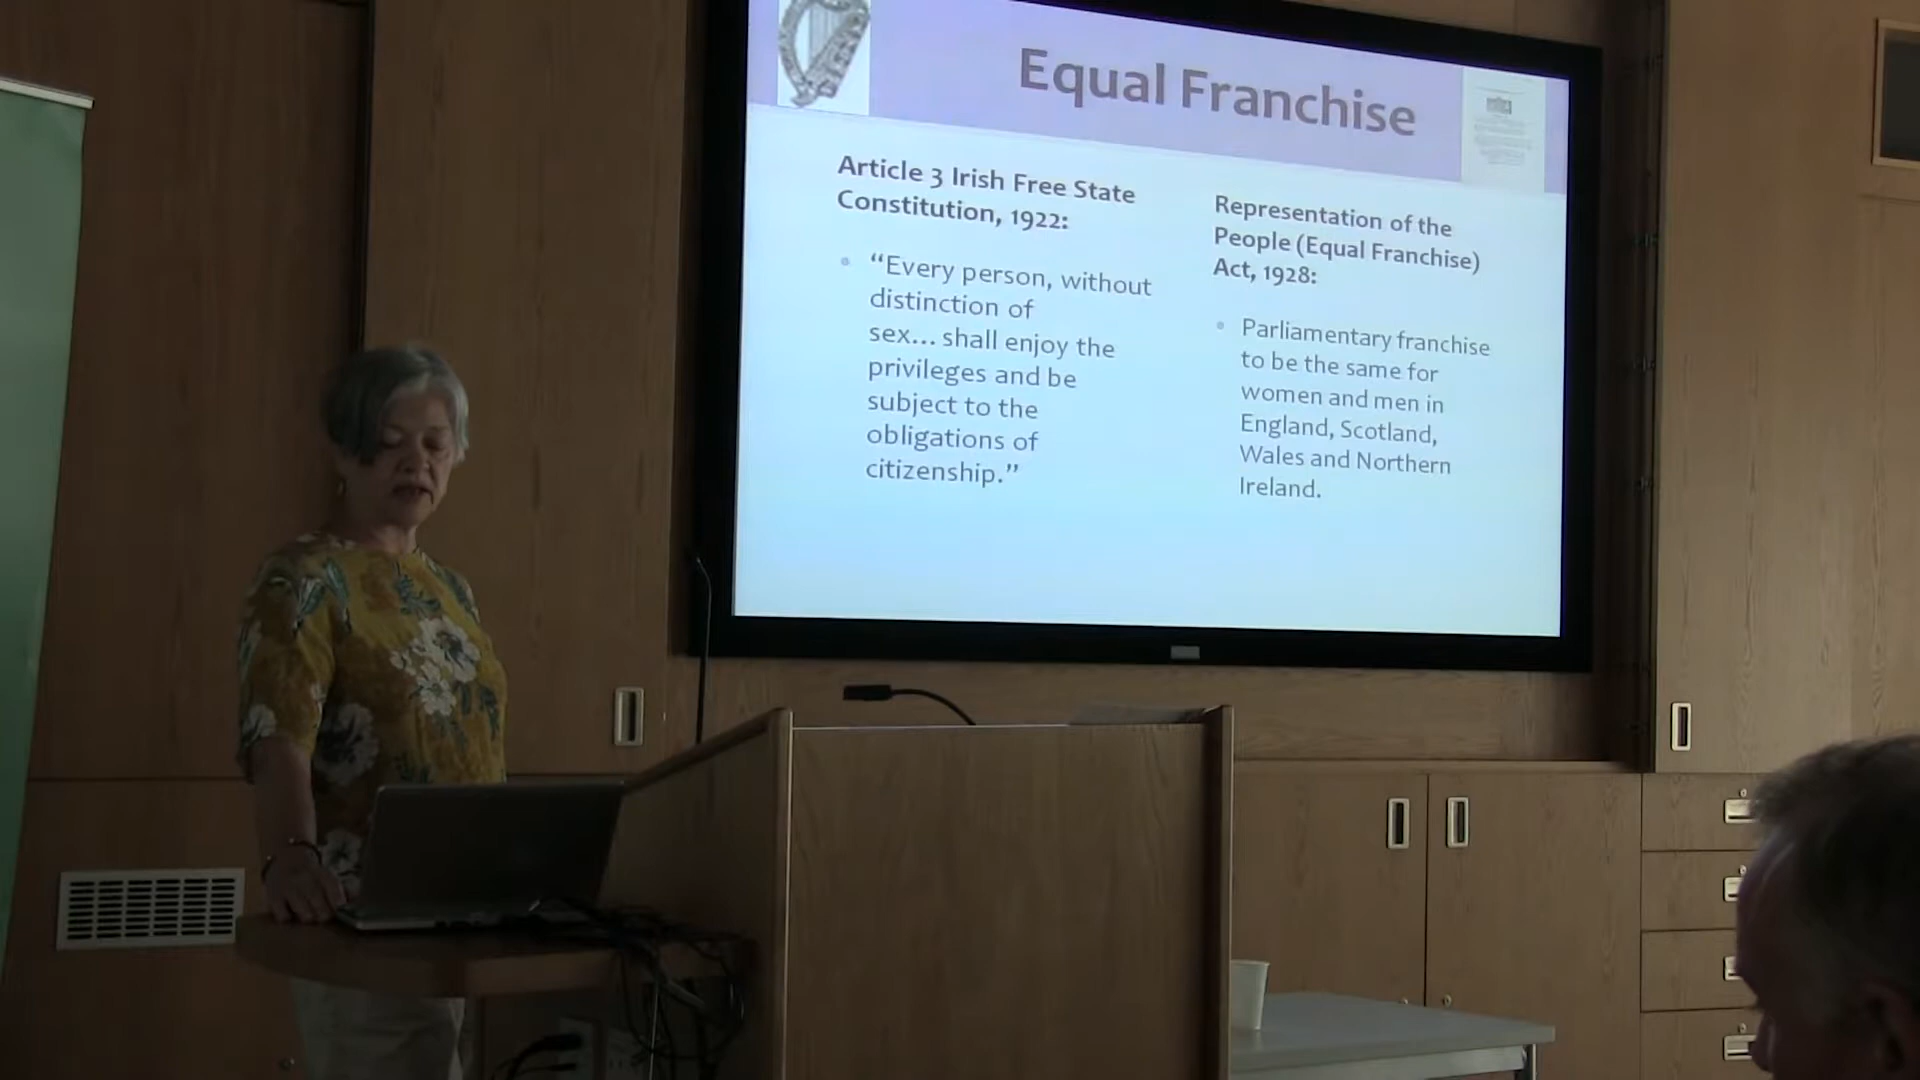 Equal Franchise
Article 3 Irish Free State
Constitution, 1922:
• “Every person, without
distinction of
sex... shall enjoy the
privileges and be
subject to the
obligations of
citizenship.”
Representation of the
People (Equal Franchise)
Act, 1928:
• Parliamentary franchise
to be the same for
women and men in
England, Scotland,
Wales and Northern
Ireland.